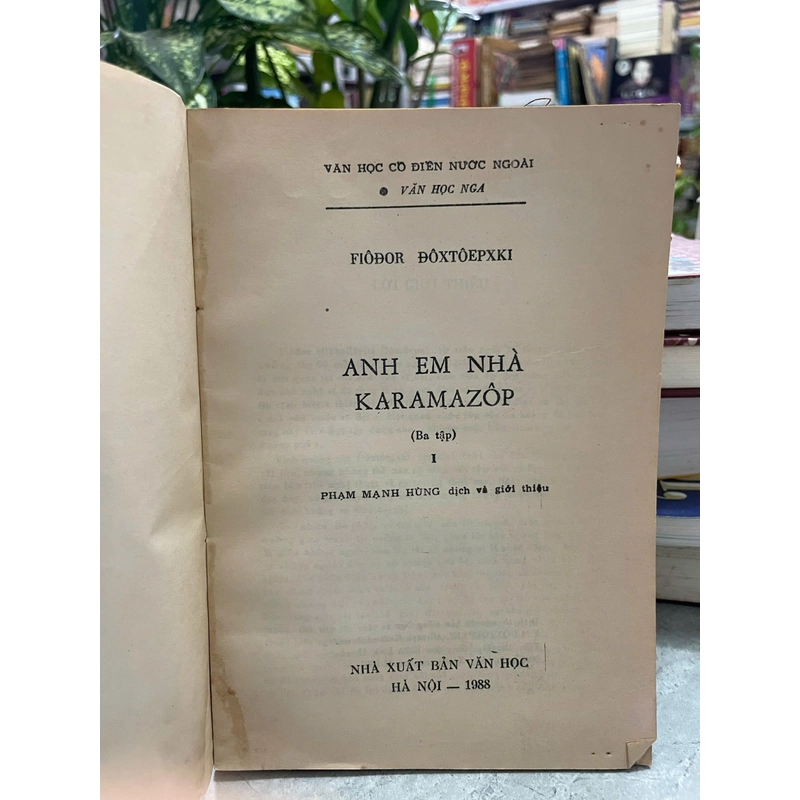 VĂN HỌC CỔ ĐIỂN NƯỚC NGOÀI
● VĂN HỌC NGA
FIÔĐOR ĐÔXTÔEPXKI
ANH EM NHÀ
KARAMAZÔP
(Ba tập)
I
PHẠM MẠNH HÙNG dịch và giới thiệu
NHÀ XUẤT BẢN VĂN HỌC
HÀ NỘI — 1988